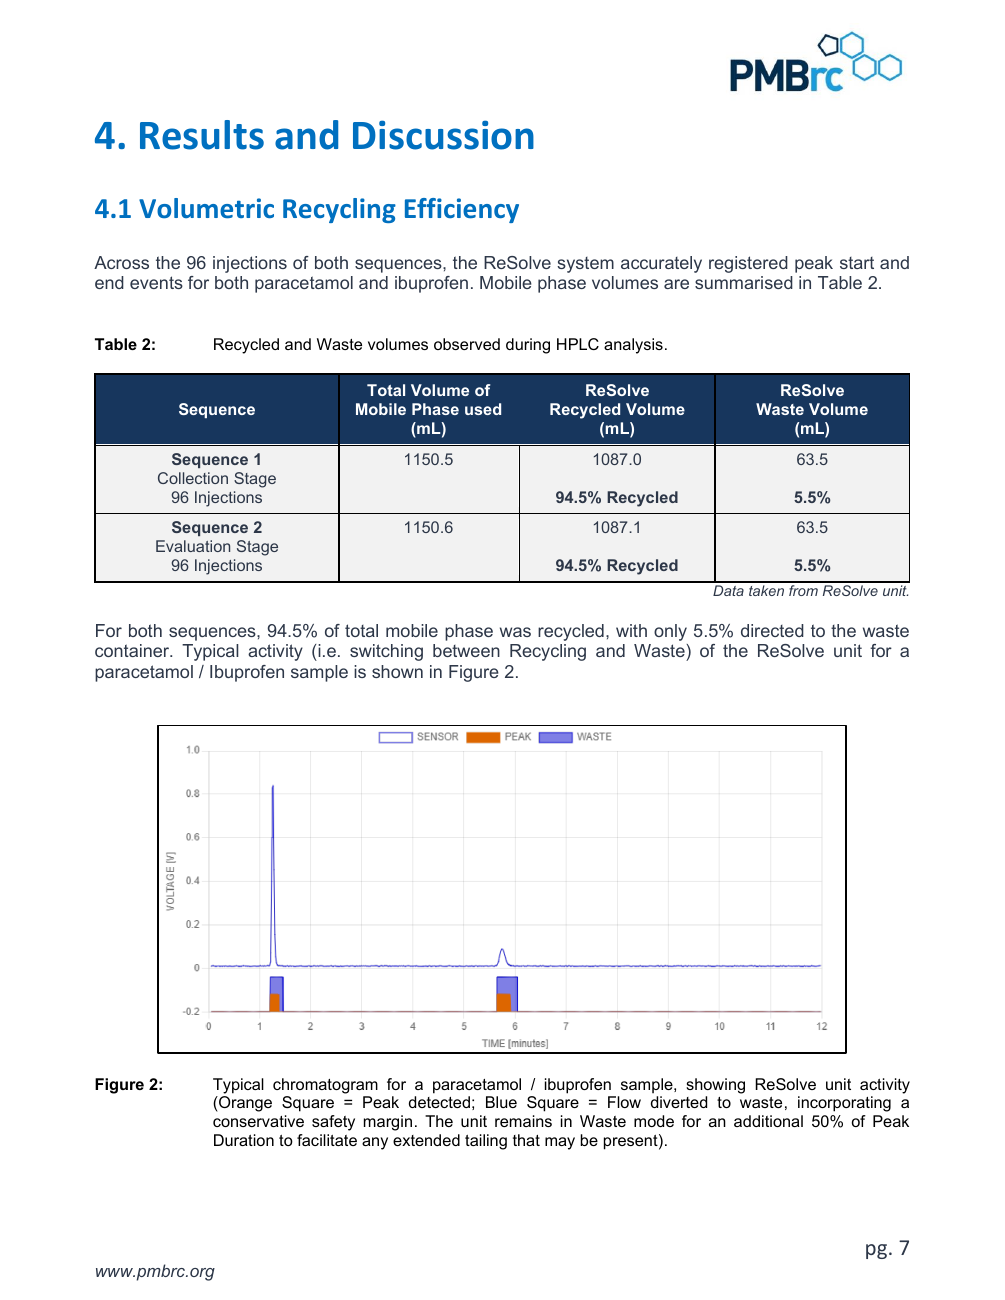 PMBrc
4. Results and Discussion
4.1 Volumetric Recycling Efficiency
Across the 96 injections of both sequences, the ReSolve system accurately registered peak start and
end events for both paracetamol and ibuprofen. Mobile phase volumes are summarised in Table 2.
Table 2: Recycled and Waste volumes observed during HPLC analysis.
Sequence
Total Volume of
Mobile Phase used
(mL)
ReSolve
Recycled Volume
(mL)
ReSolve
Waste Volume
(mL)
Sequence 1
Collection Stage
96 Injections
1150.5
1087.0
94.5% Recycled
63.5
5.5%
Sequence 2
Evaluation Stage
96 Injections
1150.6
1087.1
94.5% Recycled
63.5
5.5%
Data taken from ReSolve unit.
For both sequences, 94.5% of total mobile phase was recycled, with only 5.5% directed to the waste
container. Typical activity (i.e. switching between Recycling and Waste) of the ReSolve unit for a
paracetamol / Ibuprofen sample is shown in Figure 2.
SENSOR PEAK WASTE
1.0
0.8
0.6
0.4
0.2
0
-0.2
VOLTAGE [V]
0 1 2 3 4 5 6 7 8 9 10 11 12
TIME [minutes]
Figure 2: Typical chromatogram for a paracetamol / ibuprofen sample, showing ReSolve unit activity
(Orange Square = Peak detected; Blue Square = Flow diverted to waste, incorporating a
conservative safety margin. The unit remains in Waste mode for an additional 50% of Peak
Duration to facilitate any extended tailing that may be present).
pg. 7
www.pmbrc.org